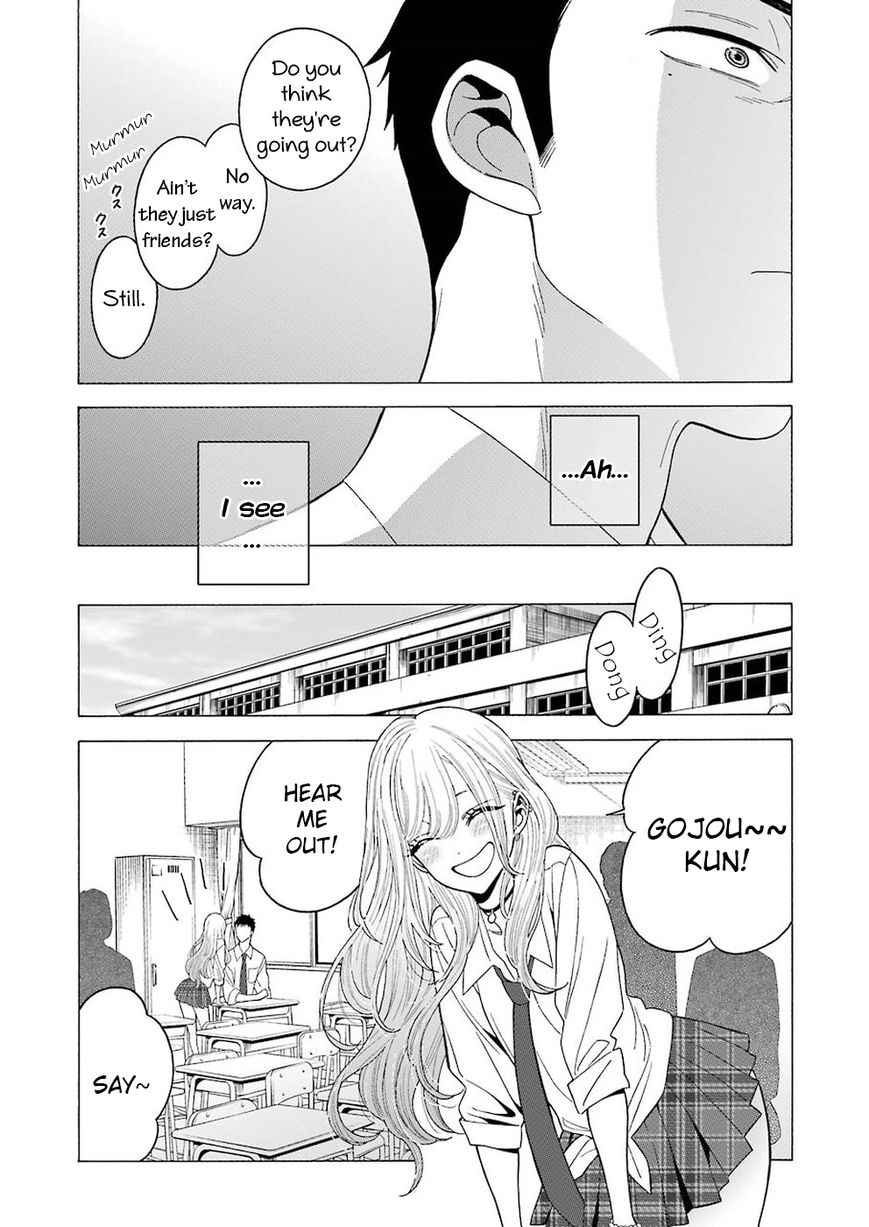 Do you
think
they're
going out?
No
way.
Ain't
they just
friends?
Still.
Murmur
Murmur
クス
クス
...Ah...
...
I see
...
Ding
Dong
GOJOU~~
KUN!
HEAR
ME
OUT!
SAY~